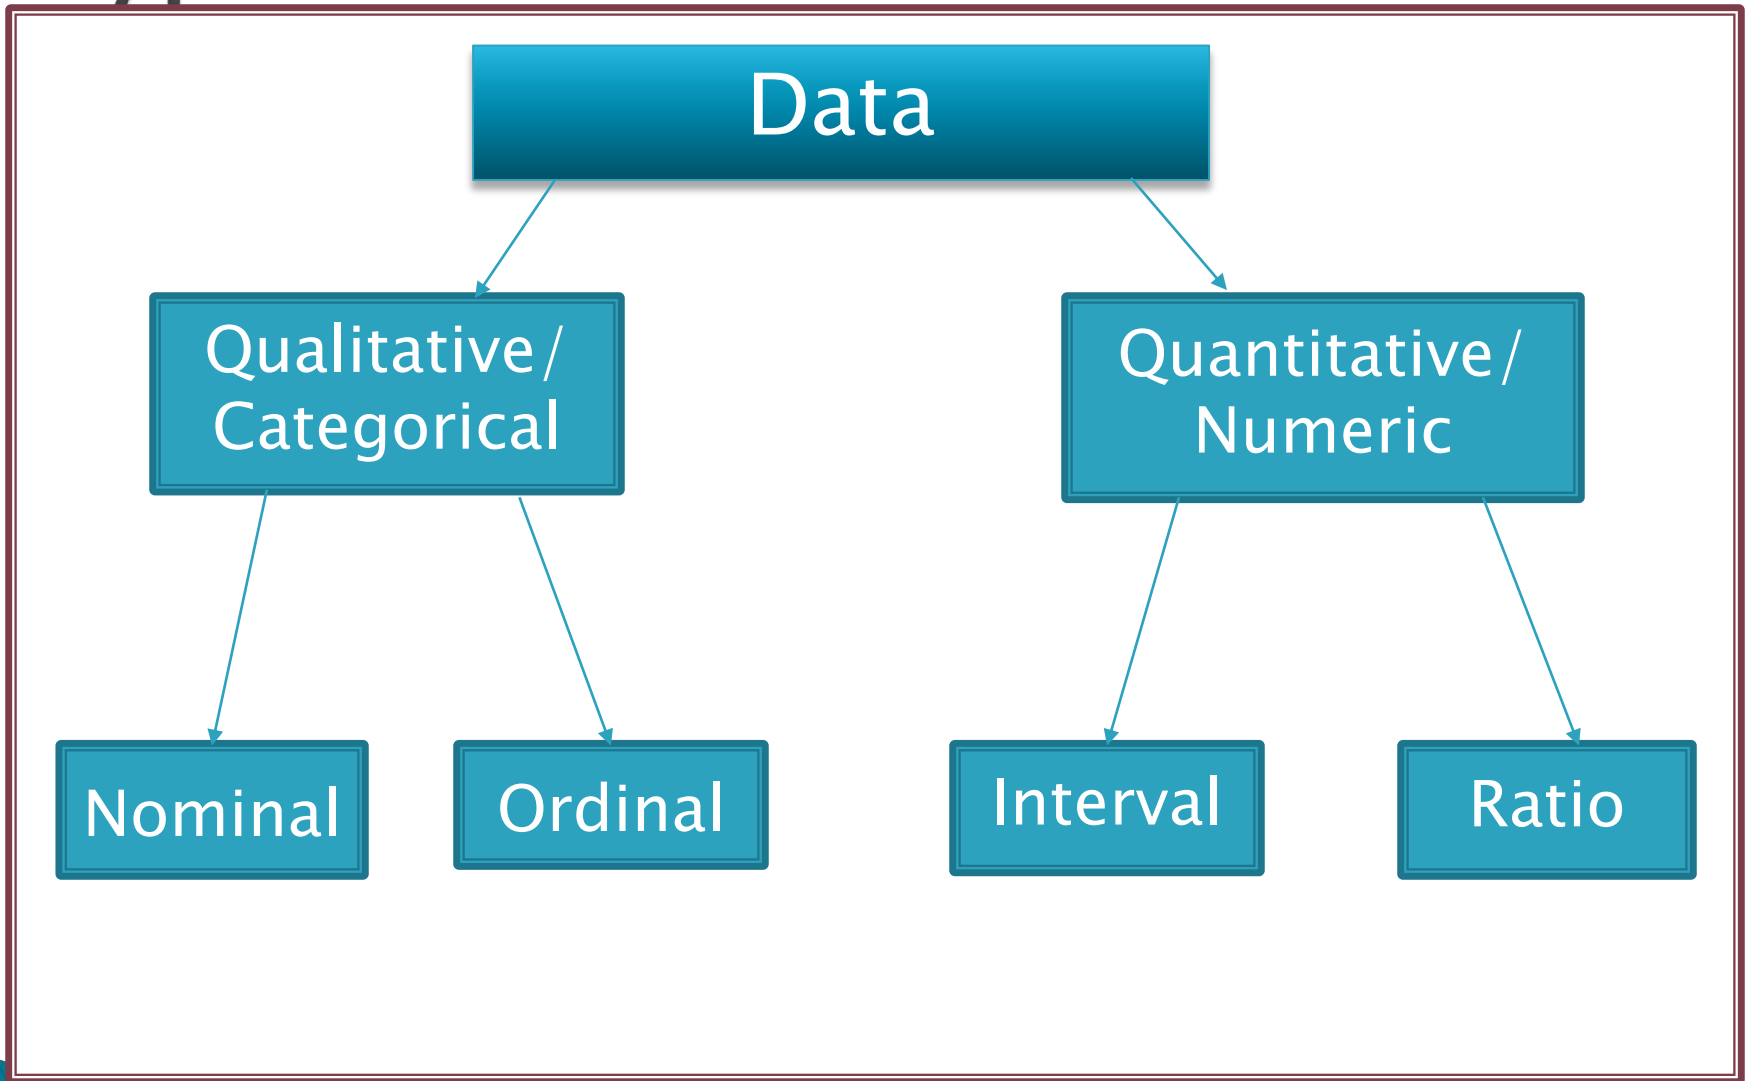 Data
Qualitative/
Categorical
Quantitative/
Numeric
Nominal
Ordinal
Interval
Ratio